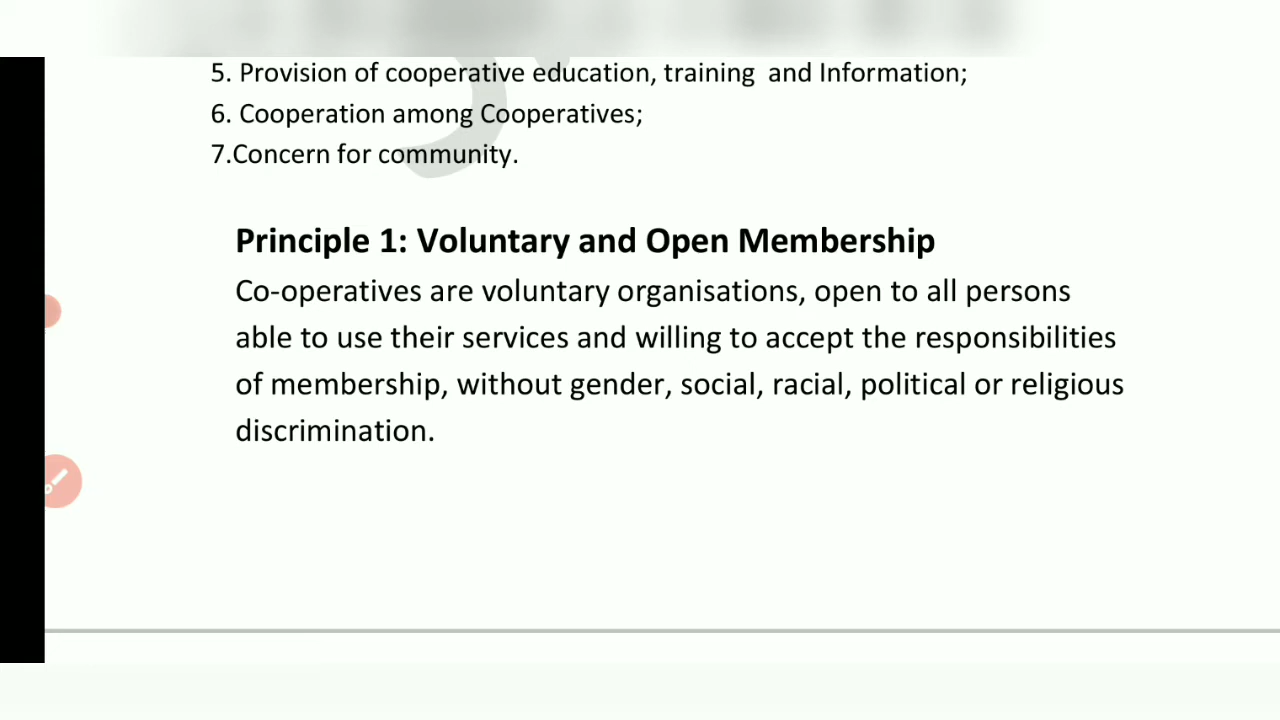 5. Provision of cooperative education, training  and Information;
6. Cooperation among Cooperatives;
7.Concern for community.
Principle 1: Voluntary and Open Membership
Co-operatives are voluntary organisations, open to all persons
able to use their services and willing to accept the responsibilities
of membership, without gender, social, racial, political or religious
discrimination.